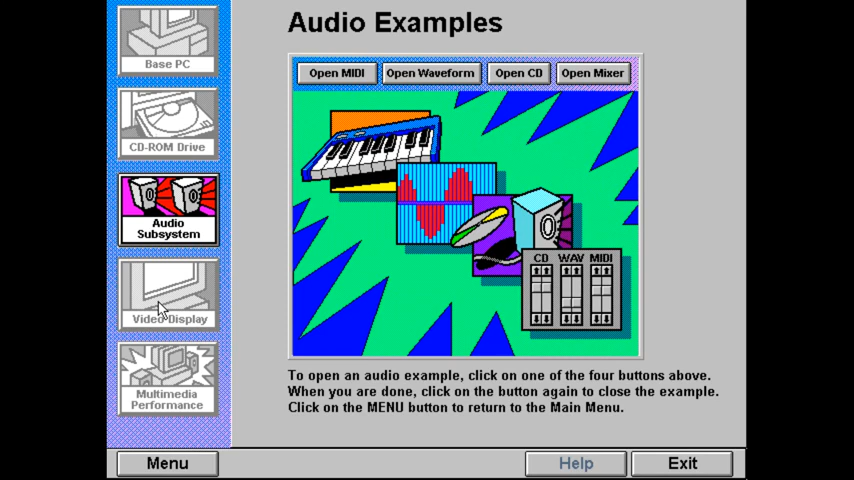 Base PC
CD-ROM Drive
Audio
Subsystem
Video Display
Multimedia
Performance
Audio Examples
Open MIDI
Open Waveform
Open CD
Open Mixer
CD WAV MIDI
To open an audio example, click on one of the four buttons above.
When you are done, click on the button again to close the example.
Click on the MENU button to return to the Main Menu.
Menu
Help
Exit